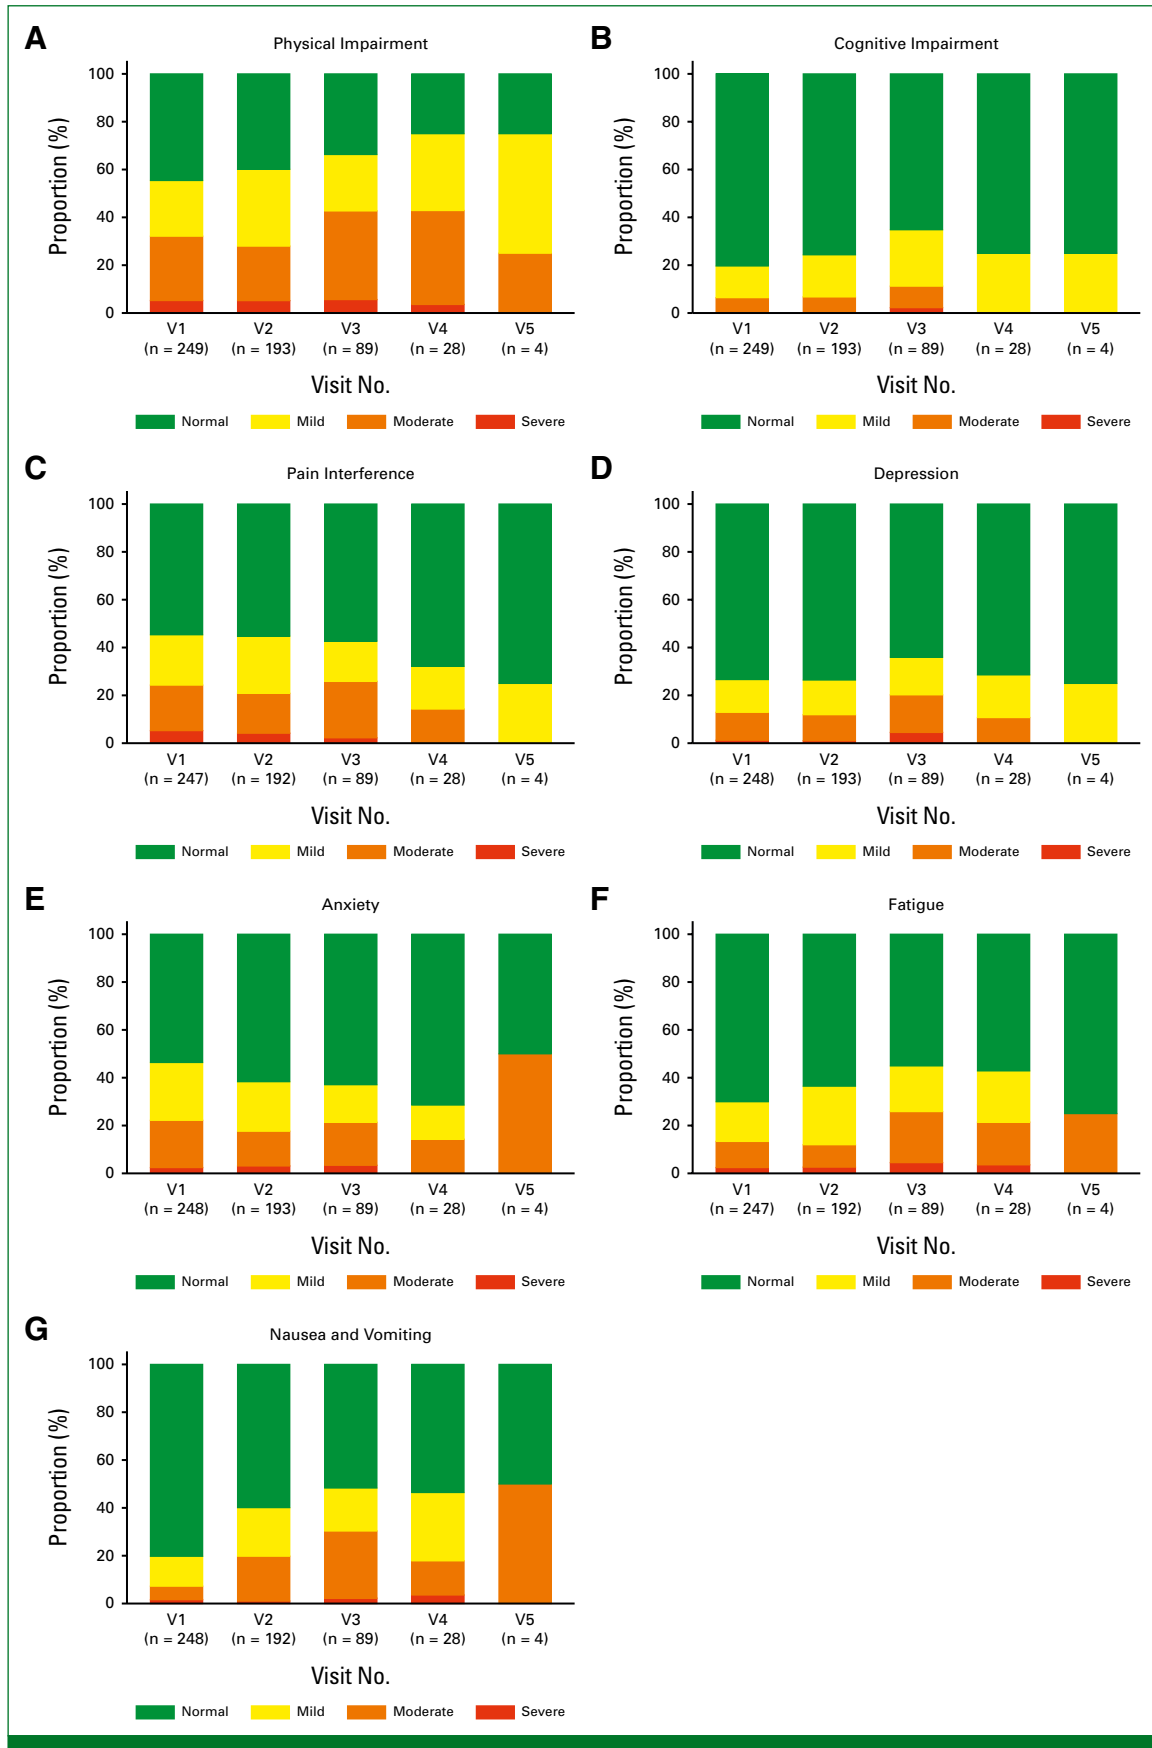 A
Physical Impairment
Proportion (%)
100
80
60
40
20
0
V1 V2 V3 V4 V5
(n = 249) (n = 193) (n = 89) (n = 28) (n = 4)
Visit No.
Normal Mild Moderate Severe
B
Cognitive Impairment
Proportion (%)
100
80
60
40
20
0
V1 V2 V3 V4 V5
(n = 249) (n = 193) (n = 89) (n = 28) (n = 4)
Visit No.
Normal Mild Moderate Severe
C
Pain Interference
Proportion (%)
100
80
60
40
20
0
V1 V2 V3 V4 V5
(n = 247) (n = 192) (n = 89) (n = 28) (n = 4)
Visit No.
Normal Mild Moderate Severe
D
Depression
Proportion (%)
100
80
60
40
20
0
V1 V2 V3 V4 V5
(n = 248) (n = 193) (n = 89) (n = 28) (n = 4)
Visit No.
Normal Mild Moderate Severe
E
Anxiety
Proportion (%)
100
80
60
40
20
0
V1 V2 V3 V4 V5
(n = 248) (n = 193) (n = 89) (n = 28) (n = 4)
Visit No.
Normal Mild Moderate Severe
F
Fatigue
Proportion (%)
100
80
60
40
20
0
V1 V2 V3 V4 V5
(n = 247) (n = 192) (n = 89) (n = 28) (n = 4)
Visit No.
Normal Mild Moderate Severe
G
Nausea and Vomiting
Proportion (%)
100
80
60
40
20
0
V1 V2 V3 V4 V5
(n = 248) (n = 192) (n = 89) (n = 28) (n = 4)
Visit No.
Normal Mild Moderate Severe